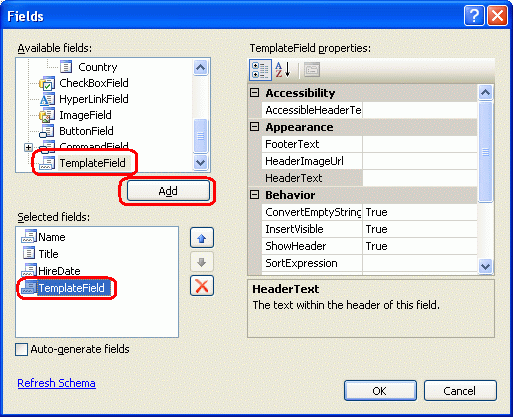 Fields
Available fields:
Country
CheckBoxField
HyperLinkField
ImageField
ButtonField
CommandField
TemplateField
Add
Selected fields:
Name
Title
HireDate
TemplateField
Auto-generate fields
Refresh Schema
TemplateField properties:
Accessibility
AccessibleHeaderTe
Appearance
FooterText
HeaderImageUrl
HeaderText
Behavior
ConvertEmptyString True
InsertVisible True
ShowHeader True
SortExpression
HeaderText
The text within the header of this field.
OK
Cancel